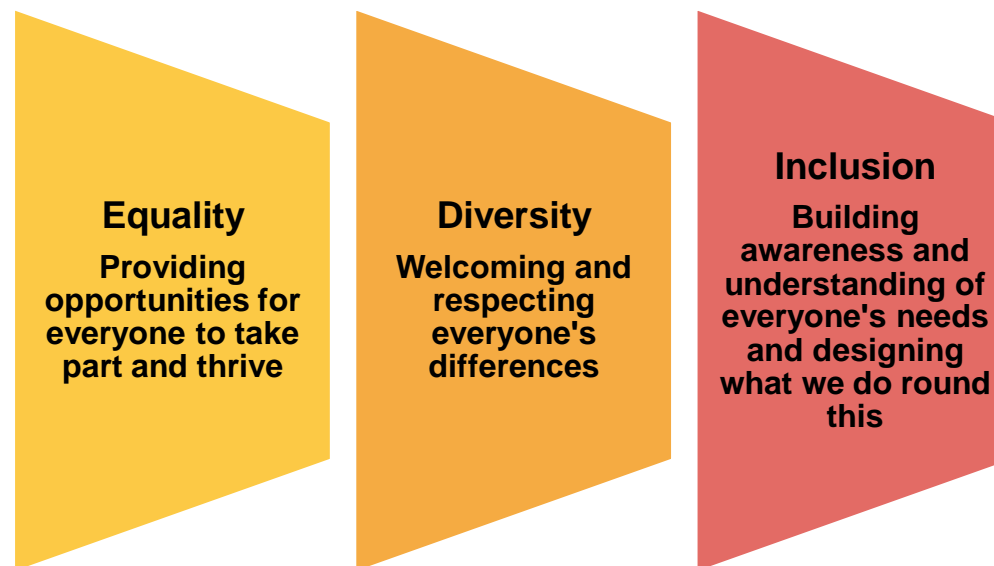 Equality
Providing
opportunities for
everyone to take
part and thrive
Diversity
Welcoming and
respecting
everyone's
differences
Inclusion
Building
awareness and
understanding of
everyone's needs
and designing
what we do round
this